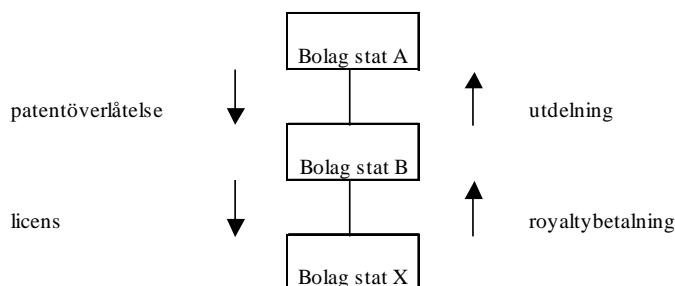 Bolag stat A
patentöverlåtelse
utdelning
Bolag stat B
licens
royaltybetalning
Bolag stat X